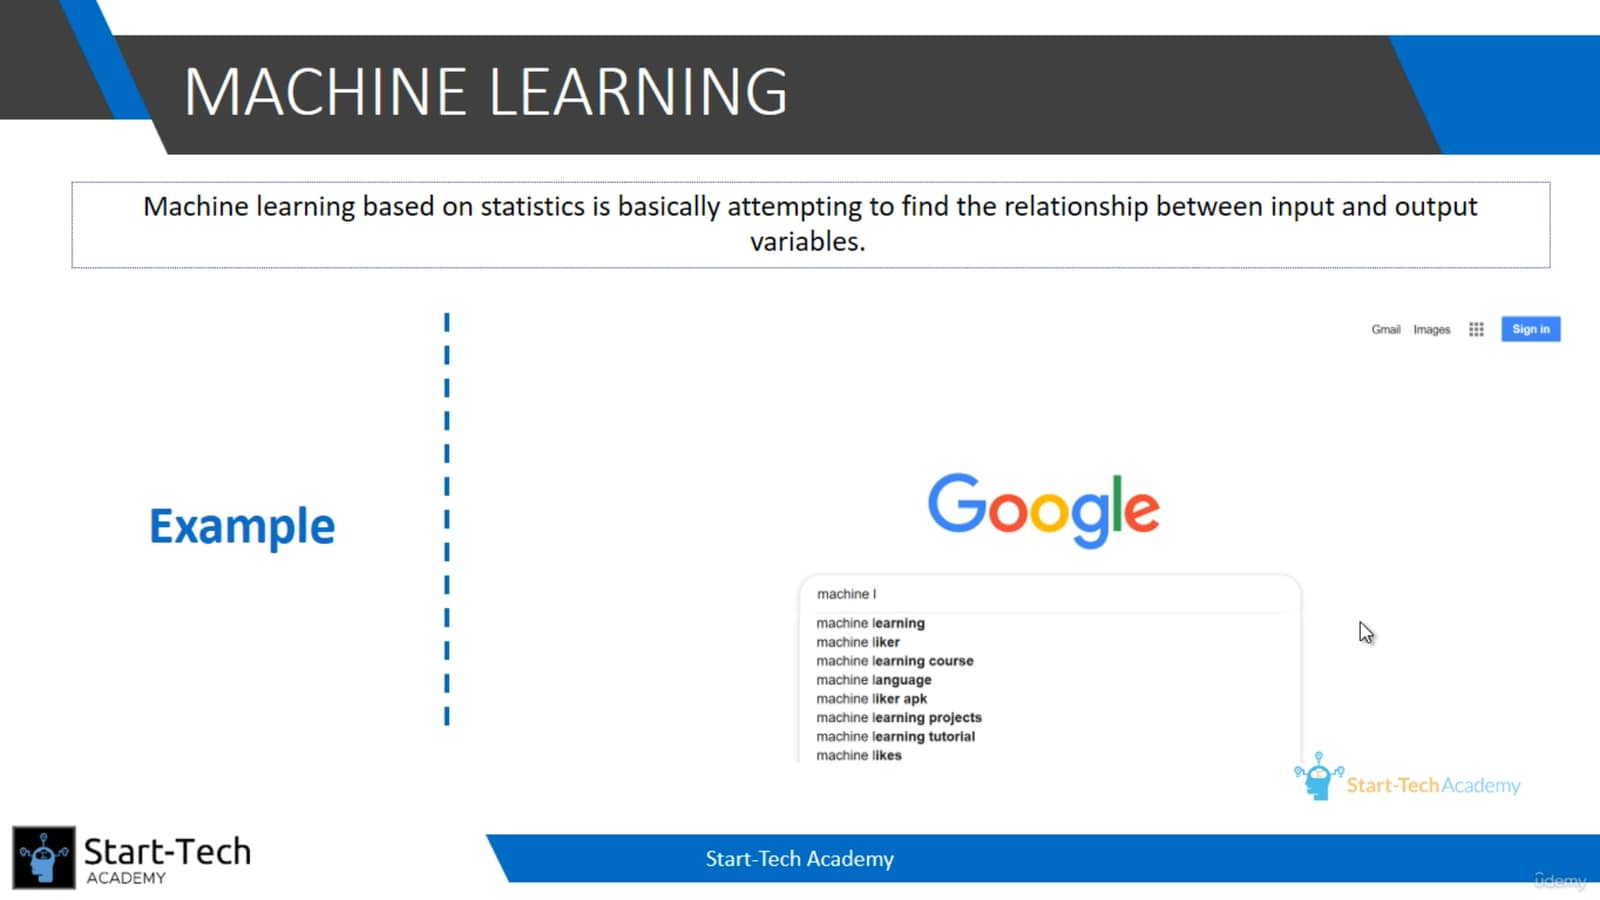 MACHINE LEARNING
Machine learning based on statistics is basically attempting to find the relationship between input and output
variables.
Gmail Images Sign in
Example
Google
machine l
machine learning
machine liker
machine learning course
machine language
machine liker apk
machine learning projects
machine learning tutorial
machine likes
Start-TechAcademy
Start-Tech
ACADEMY
Start-Tech Academy
ûdemy